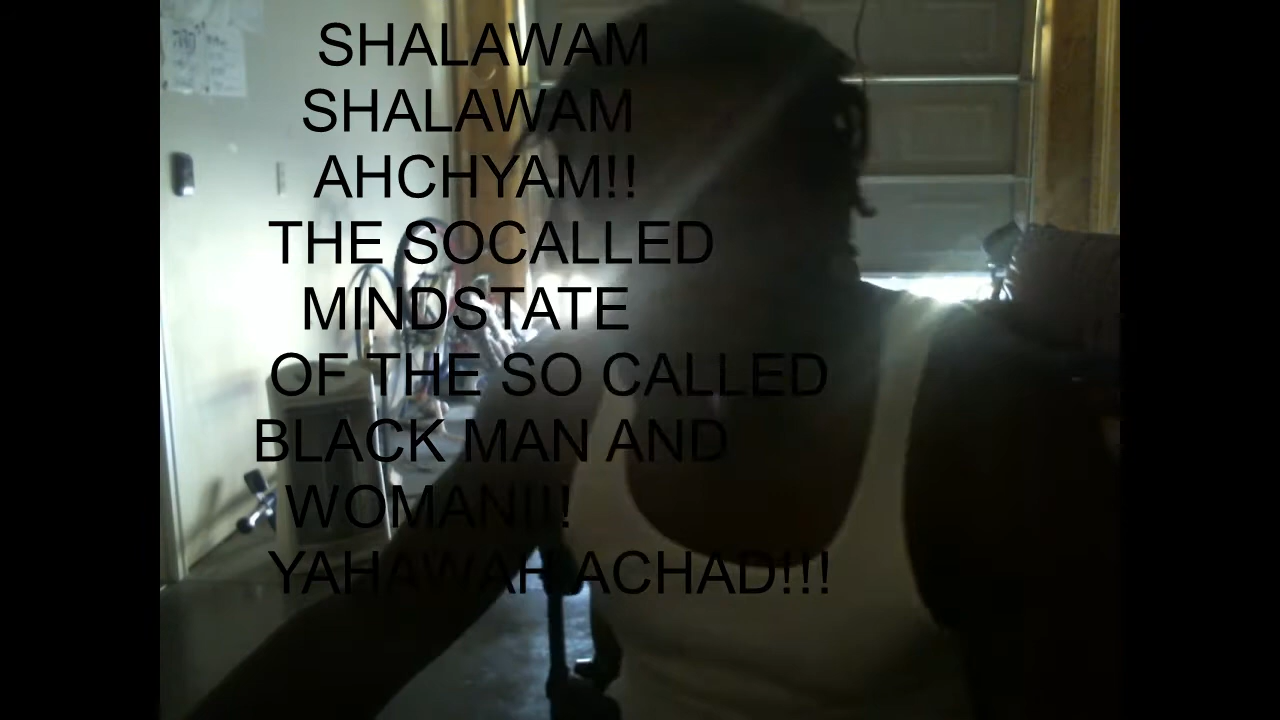 SHALAWAM
SHALAWAM
AHCHYAM!!
THE SOCALLED
MINDSTATE
OF THE SO CALLED
BLACK MAN AND
WOMAN!!!
YAHAWAH ACHAD!!!